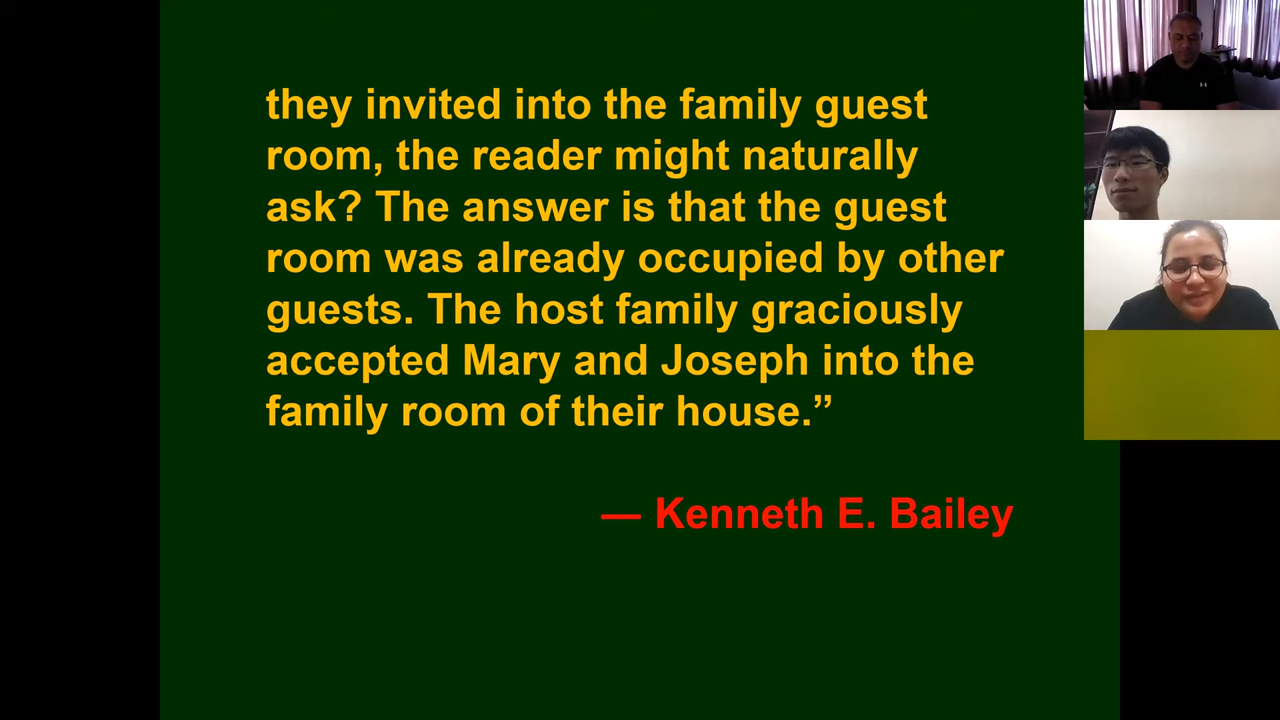 they invited into the family guest
room, the reader might naturally
ask? The answer is that the guest
room was already occupied by other
guests. The host family graciously
accepted Mary and Joseph into the
family room of their house.”
— Kenneth E. Bailey